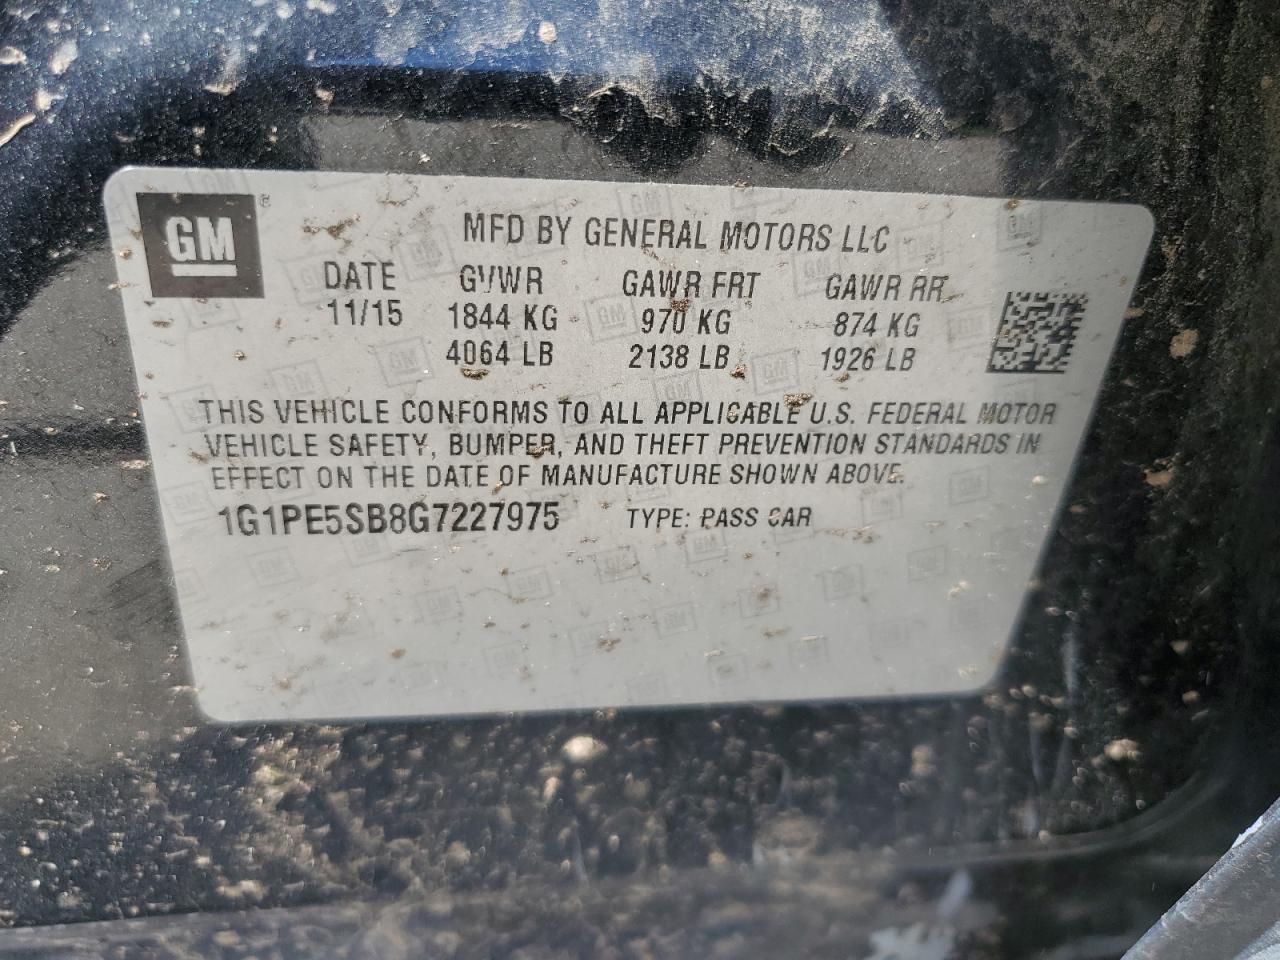 GM ®
MFD BY GENERAL MOTORS LLC
DATE GVWR GAWR FRT GAWR RR
11/15 1844 KG 970 KG 874 KG
4064 LB 2138 LB 1926 LB
THIS VEHICLE CONFORMS TO ALL APPLICABLE U.S. FEDERAL MOTOR
VEHICLE SAFETY, BUMPER, AND THEFT PREVENTION STANDARDS IN
EFFECT ON THE DATE OF MANUFACTURE SHOWN ABOVE.
1G1PE5SB8G7227975 TYPE: PASS CAR